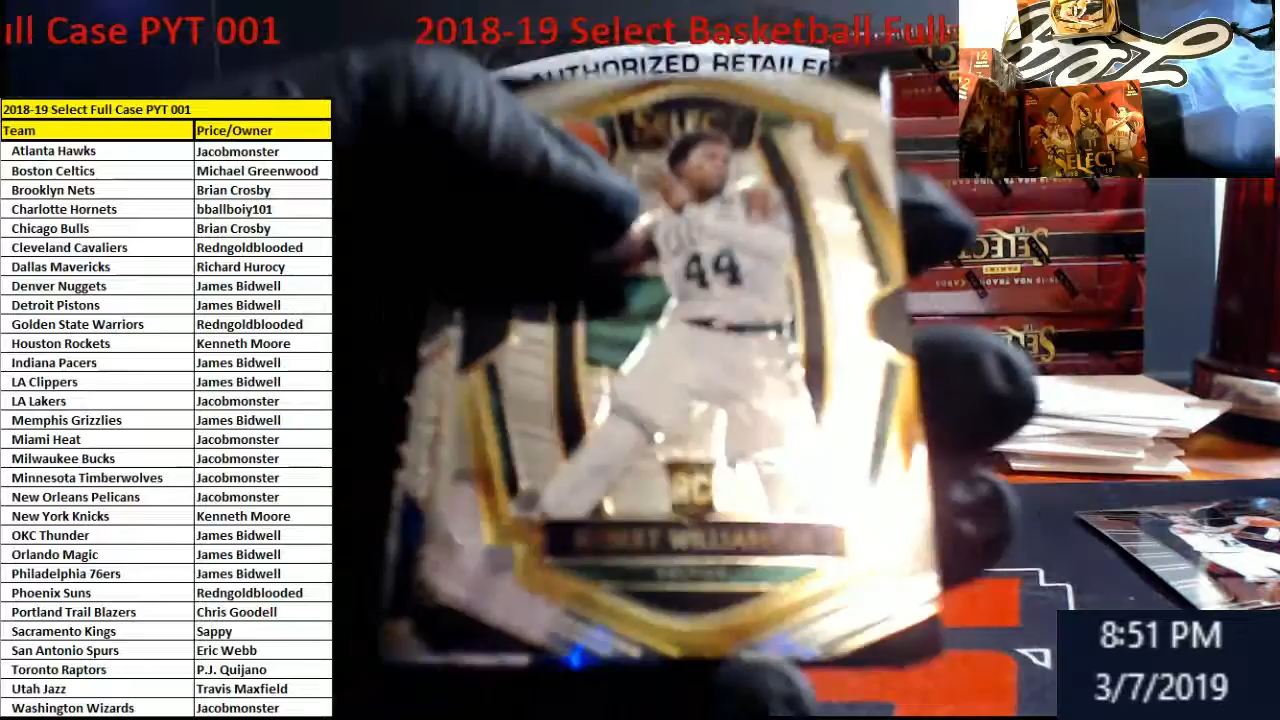 ill Case PYT 001 2018-19 Select Basketball Full
AUTHORIZED RETAILER
2018-19 Select Full Case PYT 001
Team Price/Owner
Atlanta Hawks Jacobmonster
Boston Celtics Michael Greenwood
Brooklyn Nets Brian Crosby
Charlotte Hornets bballboiy101
Chicago Bulls Brian Crosby
Cleveland Cavaliers Redngoldblooded
Dallas Mavericks Richard Hurocy
Denver Nuggets James Bidwell
Detroit Pistons James Bidwell
Golden State Warriors Redngoldblooded
Houston Rockets Kenneth Moore
Indiana Pacers James Bidwell
LA Clippers James Bidwell
LA Lakers Jacobmonster
Memphis Grizzlies James Bidwell
Miami Heat Jacobmonster
Milwaukee Bucks Jacobmonster
Minnesota Timberwolves Jacobmonster
New Orleans Pelicans Jacobmonster
New York Knicks Kenneth Moore
OKC Thunder James Bidwell
Orlando Magic James Bidwell
Philadelphia 76ers James Bidwell
Phoenix Suns Redngoldblooded
Portland Trail Blazers Chris Goodell
Sacramento Kings Sappy
San Antonio Spurs Eric Webb
Toronto Raptors P.J. Quijano
Utah Jazz Travis Maxfield
Washington Wizards Jacobmonster
SELECT
44
RC
SELECT
SELECT
PANINI
8:51 PM
3/7/2019